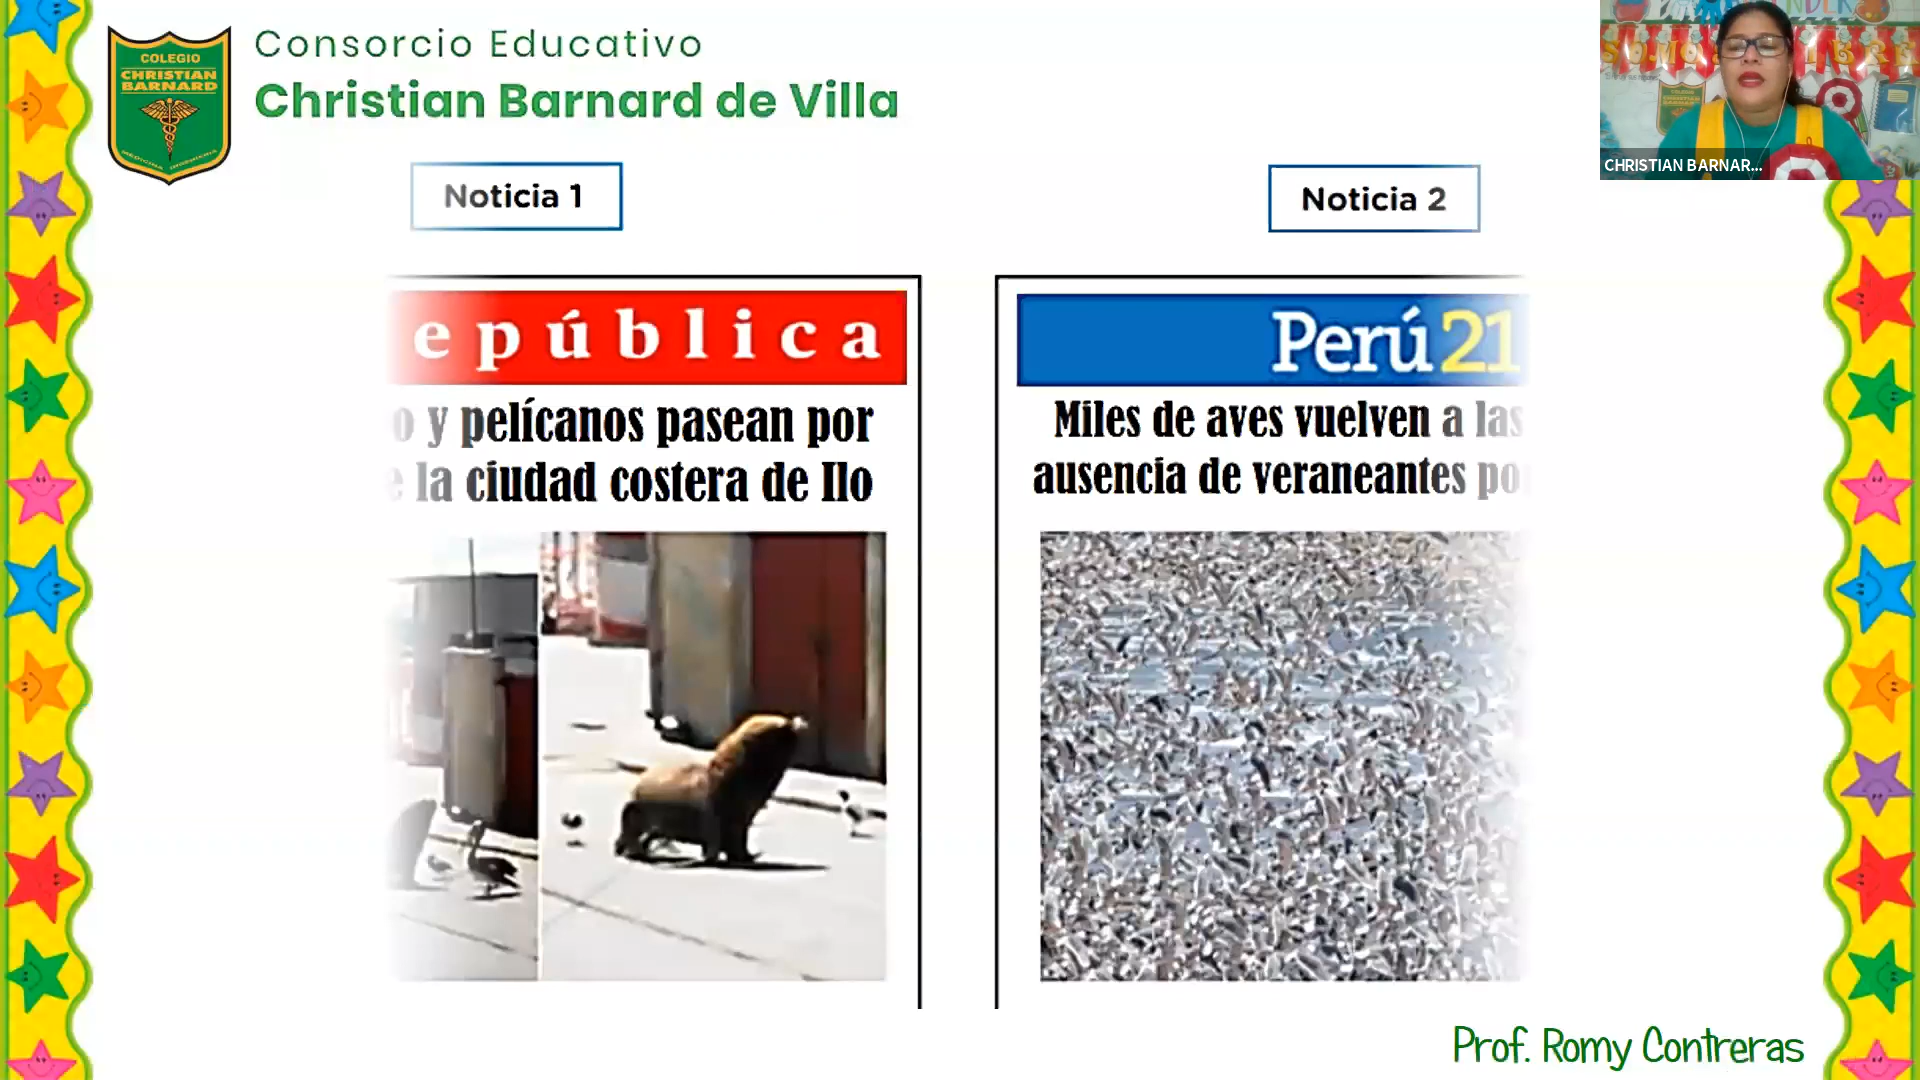 COLEGIO
CHRISTIAN
BARNARD
Consorcio Educativo
Christian Barnard de Villa
CHRISTIAN BARNAR...
Noticia 1
epública
o y pelícanos pasean por
e la ciudad costera de Ilo
Noticia 2
Perú21
Miles de aves vuelven a las
ausencia de veraneantes po
Prof. Romy Contreras